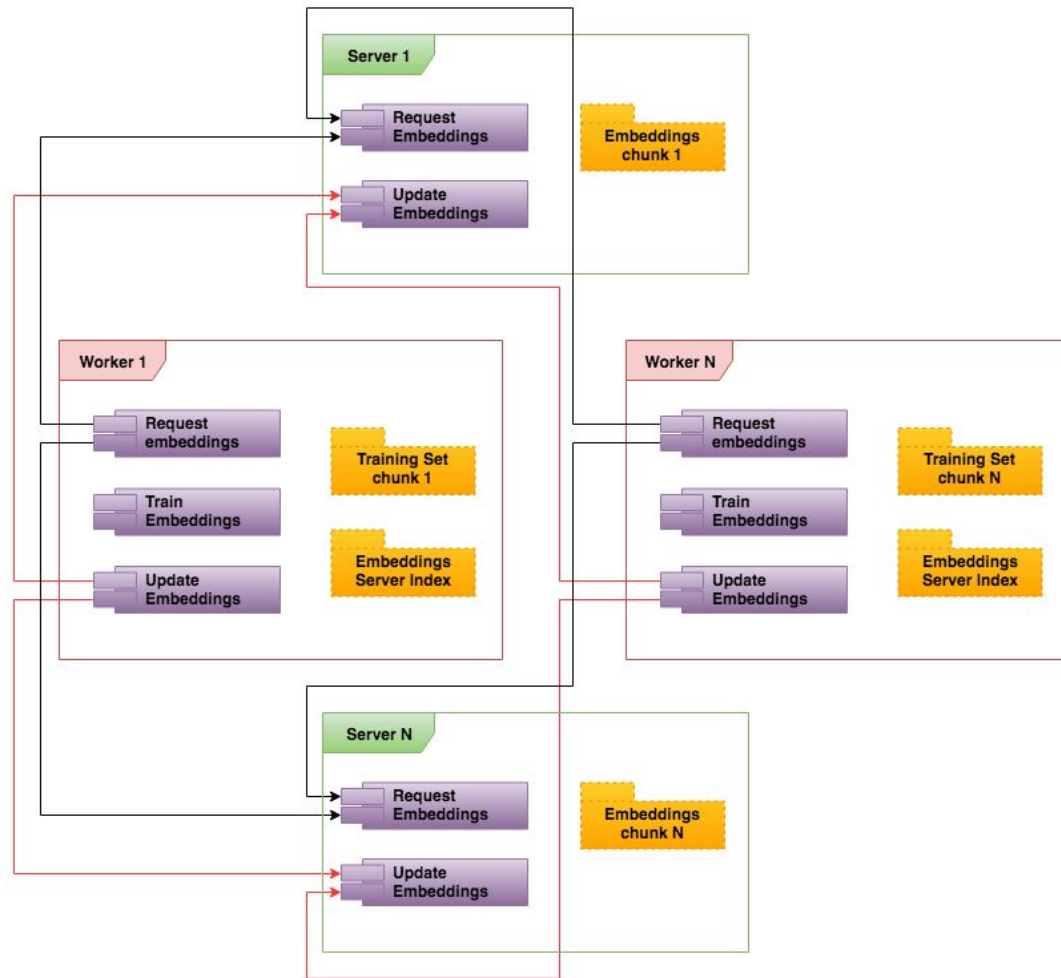 Server 1
Request
Embeddings
Embeddings
chunk 1
Update
Embeddings
Worker 1
Request
embeddings
Training Set
chunk 1
Train
Embeddings
Embeddings
Server Index
Update
Embeddings
Worker N
Request
embeddings
Training Set
chunk N
Train
Embeddings
Embeddings
Server Index
Update
Embeddings
Server N
Request
Embeddings
Embeddings
chunk N
Update
Embeddings